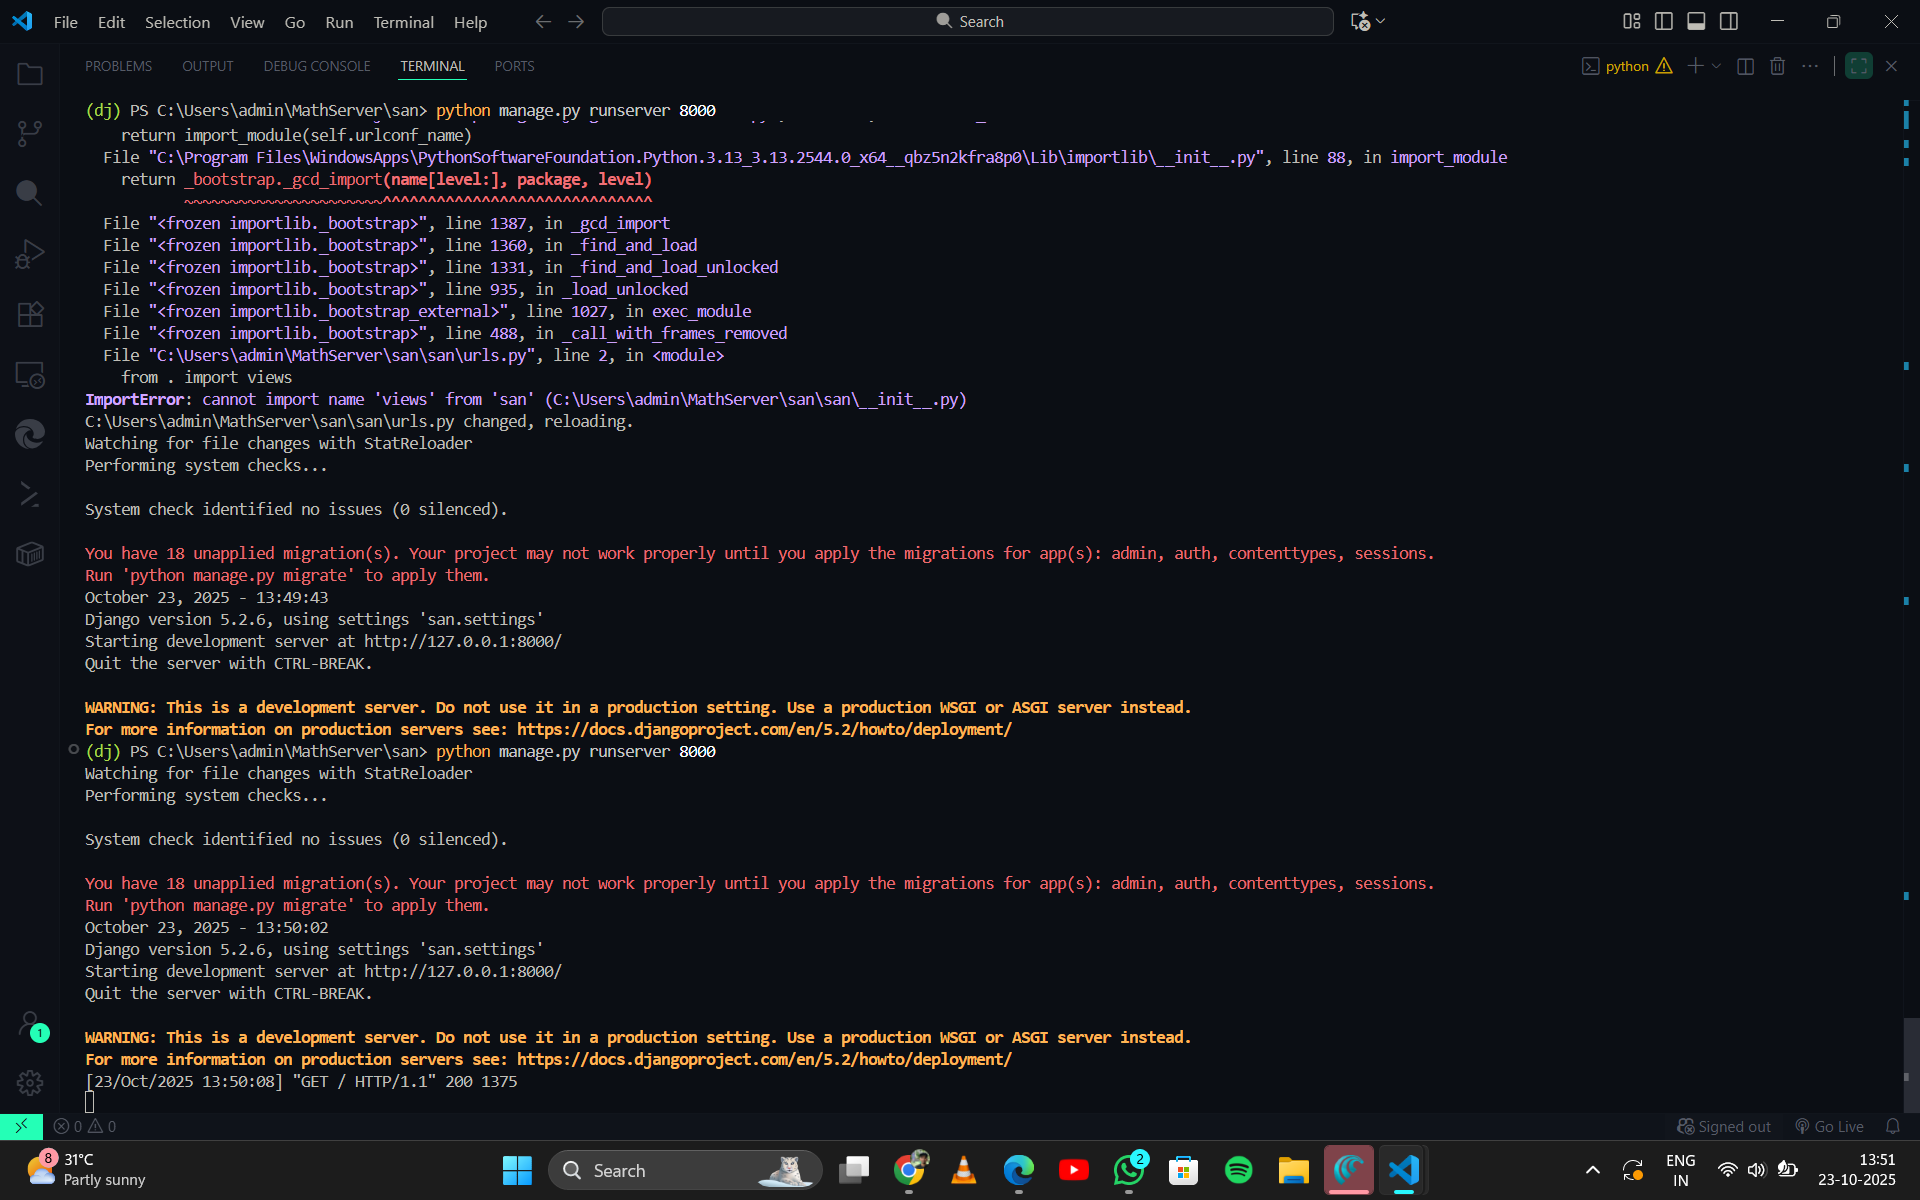 File Edit Selection View Go Run Terminal Help Search
PROBLEMS OUTPUT DEBUG CONSOLE TERMINAL PORTS python
(dj) PS C:\Users\admin\MathServer\san> python manage.py runserver 8000
return import_module(self.urlconf_name)
File "C:\Program Files\WindowsApps\PythonSoftwareFoundation.Python.3.13_3.13.2544.0_x64__qbz5n2kfra8p0\Lib\importlib\__init__.py", line 88, in import_module
return _bootstrap._gcd_import(name[level:], package, level)
~~~~~~~~~~~~~~~~~~~~~~^^^^^^^^^^^^^^^^^^^^^^^^^^^^^^
File "<frozen importlib._bootstrap>", line 1387, in _gcd_import
File "<frozen importlib._bootstrap>", line 1360, in _find_and_load
File "<frozen importlib._bootstrap>", line 1331, in _find_and_load_unlocked
File "<frozen importlib._bootstrap>", line 935, in _load_unlocked
File "<frozen importlib._bootstrap_external>", line 1027, in exec_module
File "<frozen importlib._bootstrap>", line 488, in _call_with_frames_removed
File "C:\Users\admin\MathServer\san\san\urls.py", line 2, in <module>
from . import views
ImportError: cannot import name 'views' from 'san' (C:\Users\admin\MathServer\san\san\__init__.py)
C:\Users\admin\MathServer\san\san\urls.py changed, reloading.
Watching for file changes with StatReloader
Performing system checks...
System check identified no issues (0 silenced).
You have 18 unapplied migration(s). Your project may not work properly until you apply the migrations for app(s): admin, auth, contenttypes, sessions.
Run 'python manage.py migrate' to apply them.
October 23, 2025 - 13:49:43
Django version 5.2.6, using settings 'san.settings'
Starting development server at http://127.0.0.1:8000/
Quit the server with CTRL-BREAK.
WARNING: This is a development server. Do not use it in a production setting. Use a production WSGI or ASGI server instead.
For more information on production servers see: https://docs.djangoproject.com/en/5.2/howto/deployment/
(dj) PS C:\Users\admin\MathServer\san> python manage.py runserver 8000
Watching for file changes with StatReloader
Performing system checks...
System check identified no issues (0 silenced).
You have 18 unapplied migration(s). Your project may not work properly until you apply the migrations for app(s): admin, auth, contenttypes, sessions.
Run 'python manage.py migrate' to apply them.
October 23, 2025 - 13:50:02
Django version 5.2.6, using settings 'san.settings'
Starting development server at http://127.0.0.1:8000/
Quit the server with CTRL-BREAK.
WARNING: This is a development server. Do not use it in a production setting. Use a production WSGI or ASGI server instead.
For more information on production servers see: https://docs.djangoproject.com/en/5.2/howto/deployment/
[23/Oct/2025 13:50:08] "GET / HTTP/1.1" 200 1375
1
0 0 Signed out Go Live
8 31°C
Partly sunny
Search
2
ENG
IN
13:51
23-10-2025